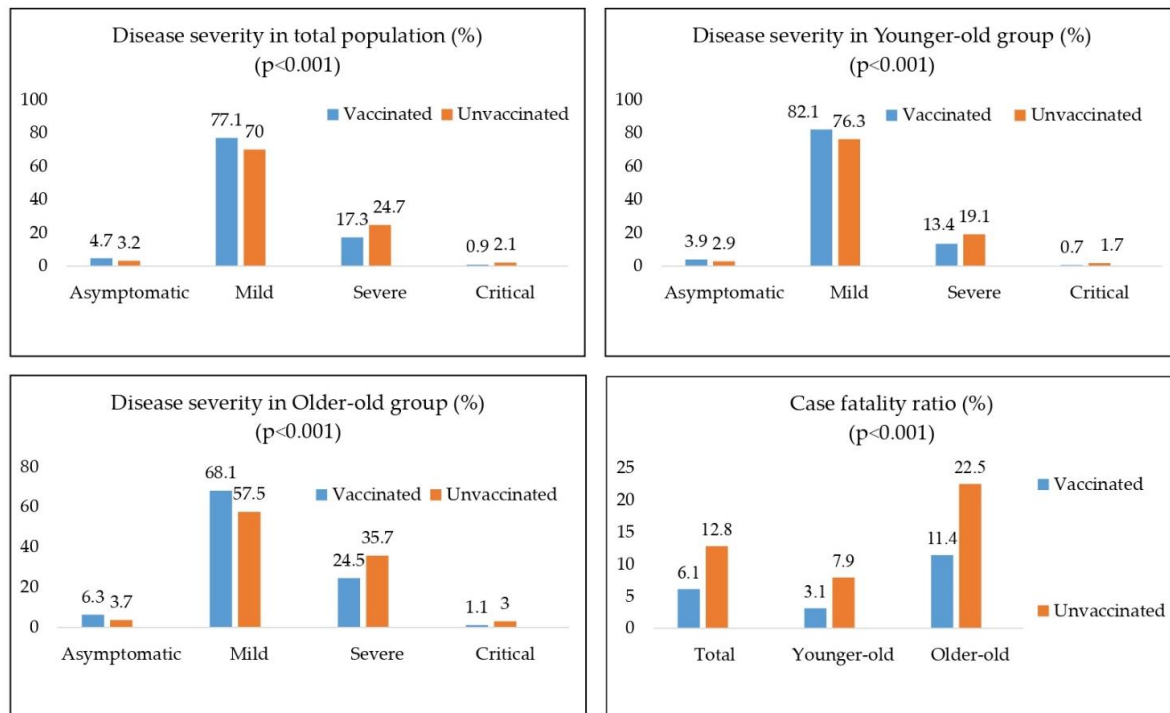 Disease severity in total population (%)
(p<0.001)
100
80
60
40
20
0
Vaccinated Unvaccinated
4.7 3.2
77.1 70
17.3 24.7
0.9 2.1
Asymptomatic Mild Severe Critical
Disease severity in Younger-old group (%)
(p<0.001)
100
80
60
40
20
0
Vaccinated Unvaccinated
3.9 2.9
82.1 76.3
13.4 19.1
0.7 1.7
Asymptomatic Mild Severe Critical
Disease severity in Older-old group (%)
(p<0.001)
80
60
40
20
0
Vaccinated Unvaccinated
6.3 3.7
68.1 57.5
24.5 35.7
1.1 3
Asymptomatic Mild Severe Critical
Case fatality ratio (%)
(p<0.001)
25
20
15
10
5
0
6.1 12.8
3.1 7.9
11.4 22.5
Total Younger-old Older-old
Vaccinated
Unvaccinated